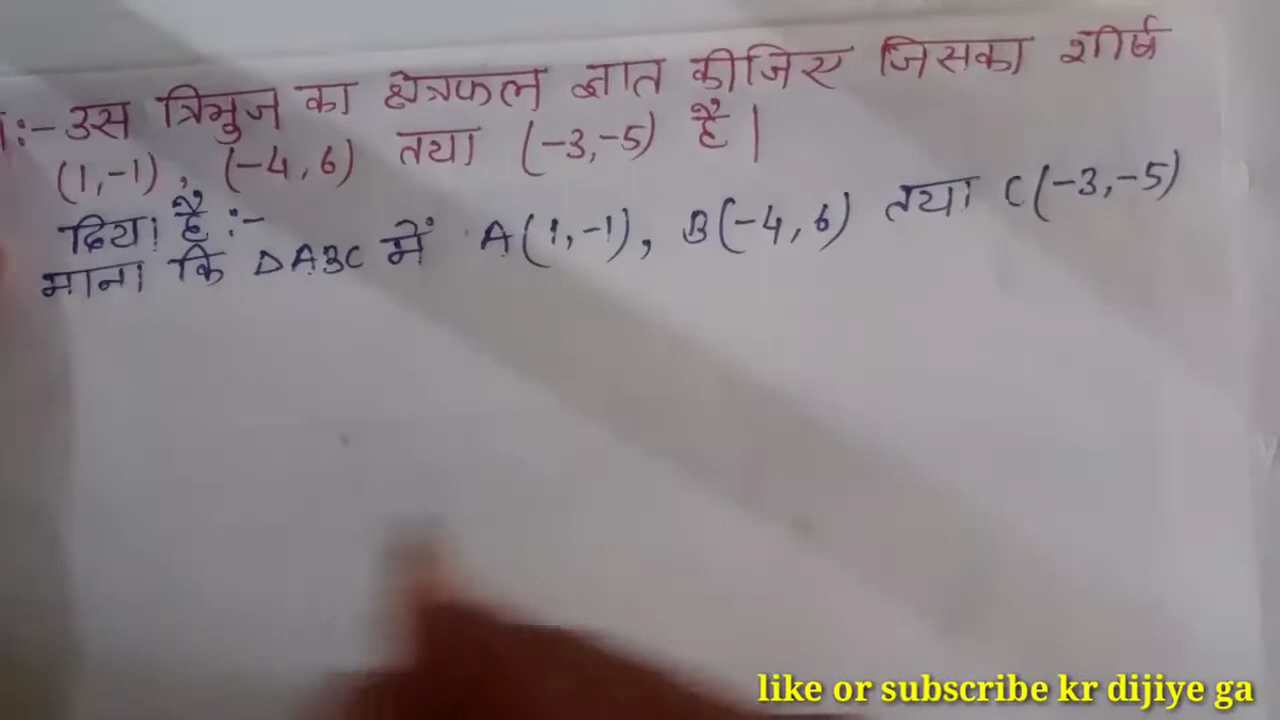 :- उस त्रिभुज का क्षेत्रफल ज्ञात कीजिए जिसका शीर्ष
(1,-1), (-4,6) तथा (-3,-5) है।
दिया है:-
माना कि ΔABC में A(1,-1), B(-4,6) तथा C(-3,-5)
like or subscribe kr dijiye ga